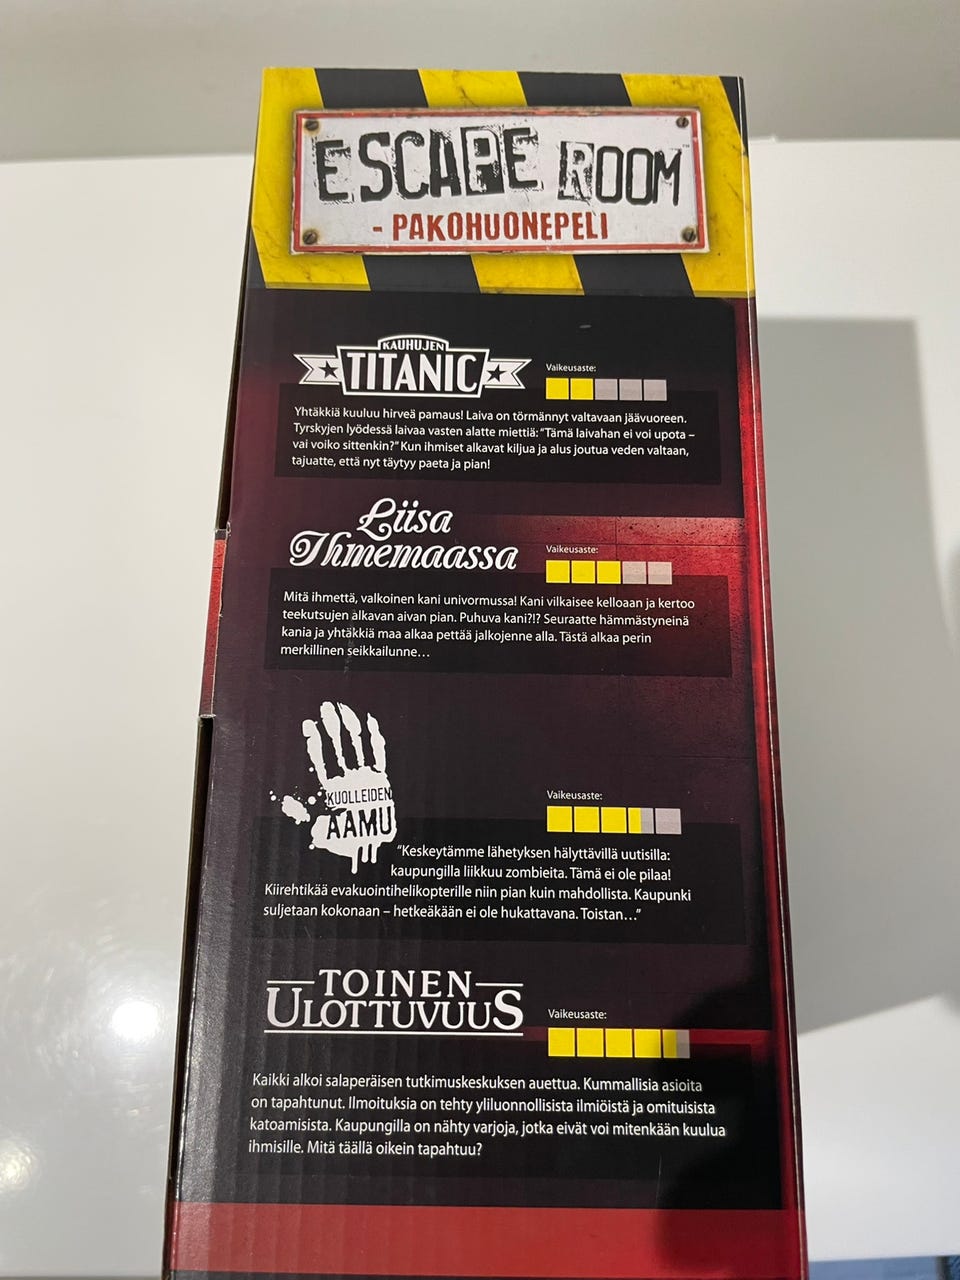 ESCAPE ROOM™
- PAKOHUONEPELI
KAUHUJEN
TITANIC
Vaikeusaste:
Yhtäkkiä kuuluu hirveä pamaus! Laiva on törmännyt valtavaan jäävuoreen.
Tyrskyjen lyödessä laivaa vasten alatte miettiä: "Tämä laivahan ei voi upota –
vai voiko sittenkin?" Kun ihmiset alkavat kiljua ja alus joutua veden valtaan,
tajuatte, että nyt täytyy paeta ja pian!
Liisa
Ihmemaassa
Vaikeusaste:
Mitä ihmettä, valkoinen kani univormussa! Kani vilkaisee kelloaan ja kertoo
teekutsujen alkavan aivan pian. Puhuva kani?!? Seuraatte hämmästyneinä
kania ja yhtäkkiä maa alkaa pettää jalkojenne alla. Tästä alkaa perin
merkillinen seikkailunne…
KUOLLEIDEN
AAMU
Vaikeusaste:
"Keskeytämme lähetyksen hälyttävillä uutisilla:
kaupungilla liikkuu zombieita. Tämä ei ole pilaa!
Kiirehtikää evakuointihelikopterille niin pian kuin mahdollista. Kaupunki
suljetaan kokonaan – hetkeäkään ei ole hukattavana. Toistan…"
TOINEN
ULOTTUVUUS
Vaikeusaste:
Kaikki alkoi salaperäisen tutkimuskeskuksen auettua. Kummallisia asioita
on tapahtunut. Ilmoituksia on tehty yliluonnollisista ilmiöistä ja omituisista
katoamisista. Kaupungilla on nähty varjoja, jotka eivät voi mitenkään kuulua
ihmisille. Mitä täällä oikein tapahtuu?